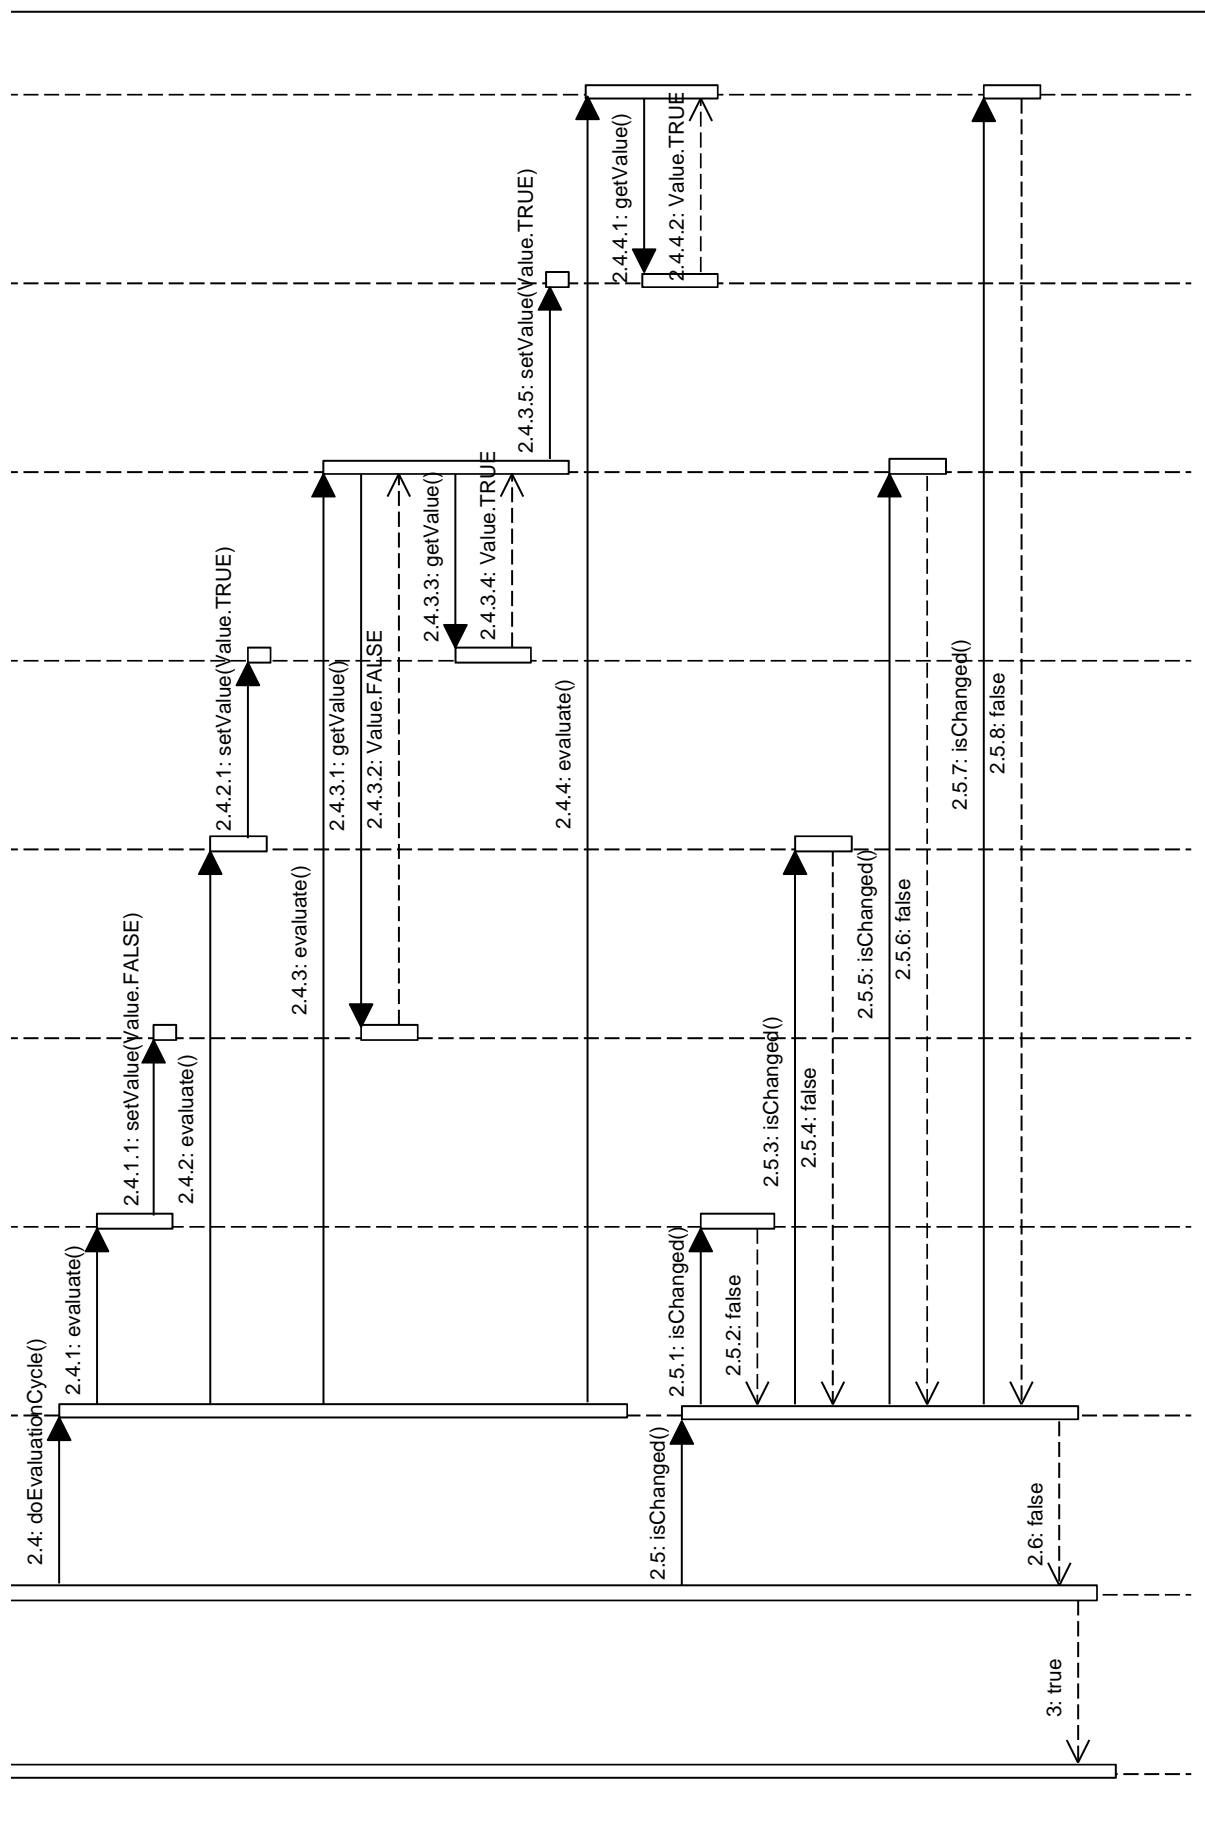 2.4: doEvaluationCycle()
2.4.1: evaluate()
2.4.1.1: setValue(Value.FALSE)
2.4.2: evaluate()
2.4.2.1: setValue(Value.TRUE)
2.4.3: evaluate()
2.4.3.1: getValue()
2.4.3.2: Value.FALSE
2.4.3.3: getValue()
2.4.3.4: Value.TRUE
2.4.3.5: setValue(Value.TRUE)
2.4.4: evaluate()
2.4.4.1: getValue()
2.4.4.2: Value.TRUE
2.5: isChanged()
2.5.1: isChanged()
2.5.2: false
2.5.3: isChanged()
2.5.4: false
2.5.5: isChanged()
2.5.6: false
2.5.7: isChanged()
2.5.8: false
2.6: false
3: true